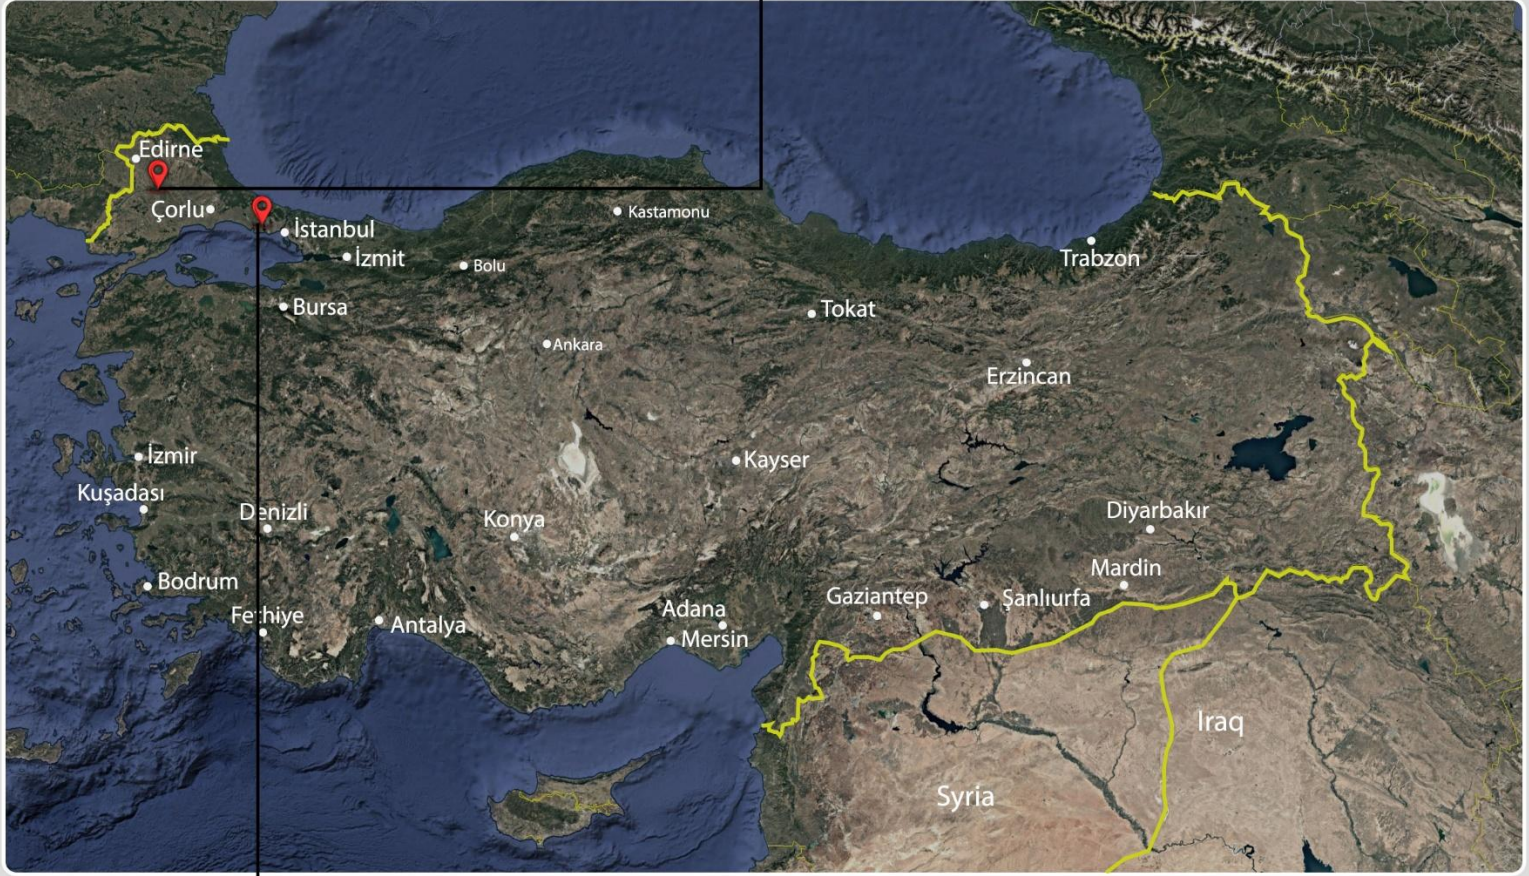 Edirne
Çorlu
İstanbul
Kastamonu
İzmit
Bolu
Trabzon
Bursa
Tokat
Ankara
Erzincan
İzmir
Kayser
Kuşadası
Denizli
Konya
Diyarbakır
Mardin
Bodrum
Gaziantep
Şanlıurfa
Fethiye
Antalya
Adana
Mersin
Iraq
Syria